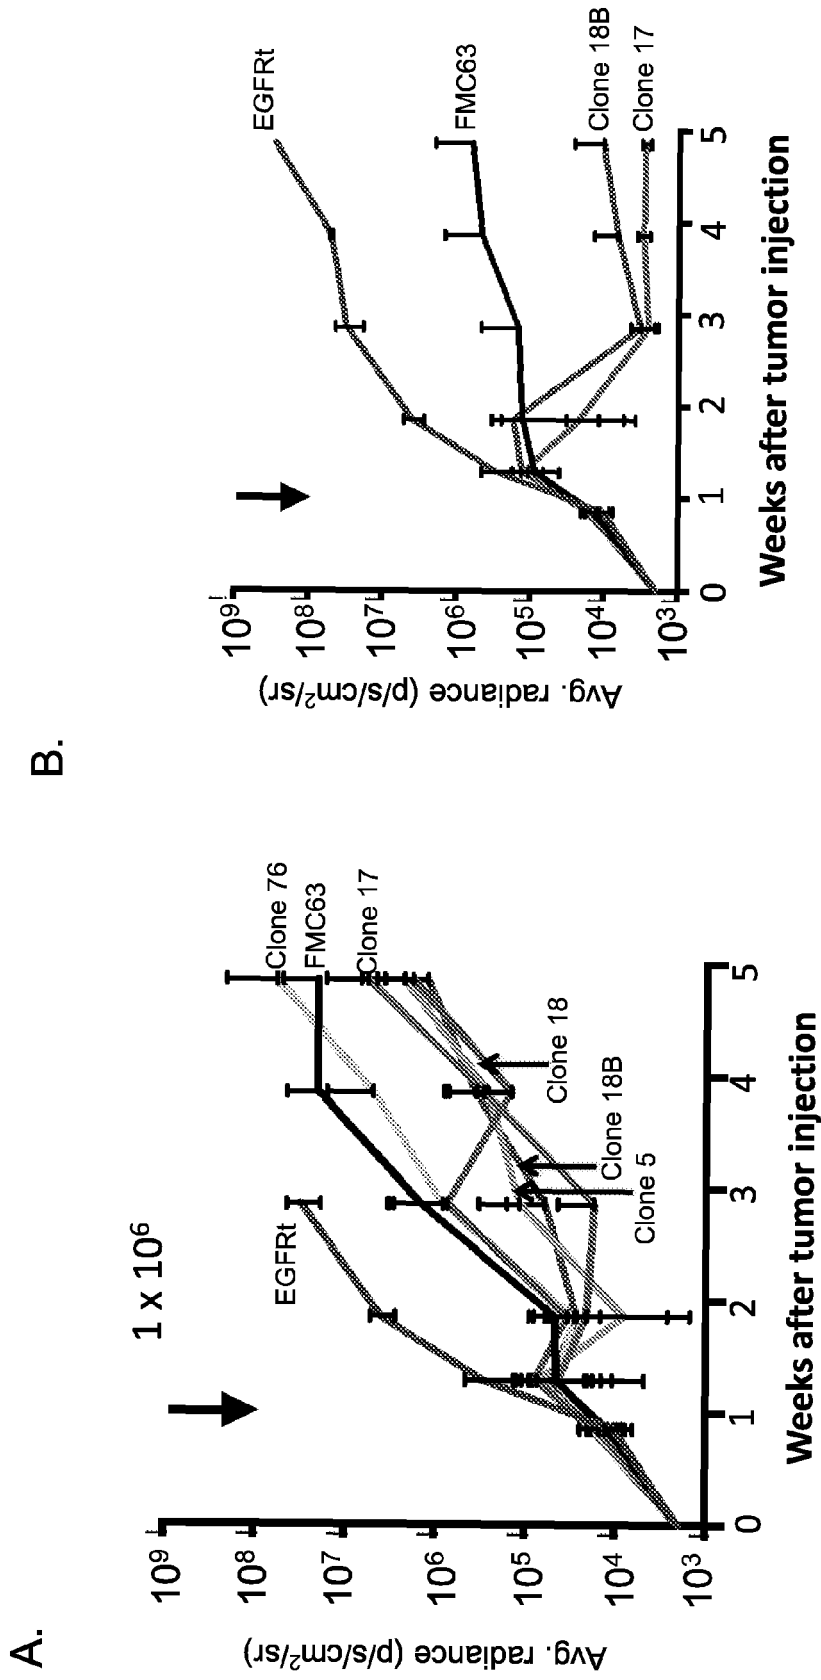 A.
1 x 10⁶
Avg. radiance (p/s/cm²/sr)
10⁹
10⁸
10⁷
10⁶
10⁵
10⁴
10³
EGFRt
Clone 76
FMC63
Clone 17
Clone 18
Clone 18B
Clone 5
0 1 2 3 4 5
Weeks after tumor injection
B.
Avg. radiance (p/s/cm²/sr)
10⁹
10⁸
10⁷
10⁶
10⁵
10⁴
10³
EGFRt
FMC63
Clone 18B
Clone 17
0 1 2 3 4 5
Weeks after tumor injection